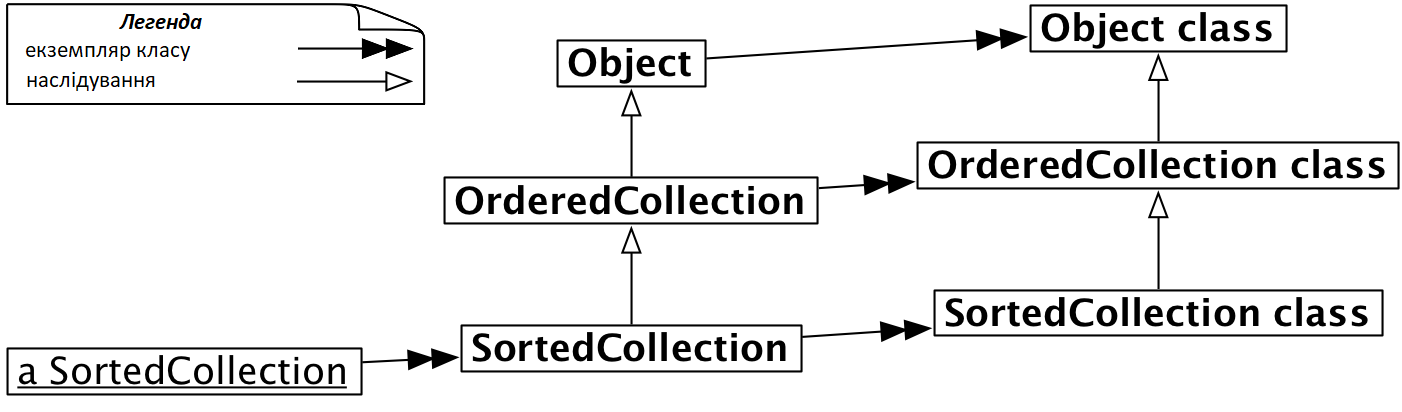 Легенда
екземпляр класу
наслідування
Object
Object class
OrderedCollection
OrderedCollection class
SortedCollection
SortedCollection class
a SortedCollection